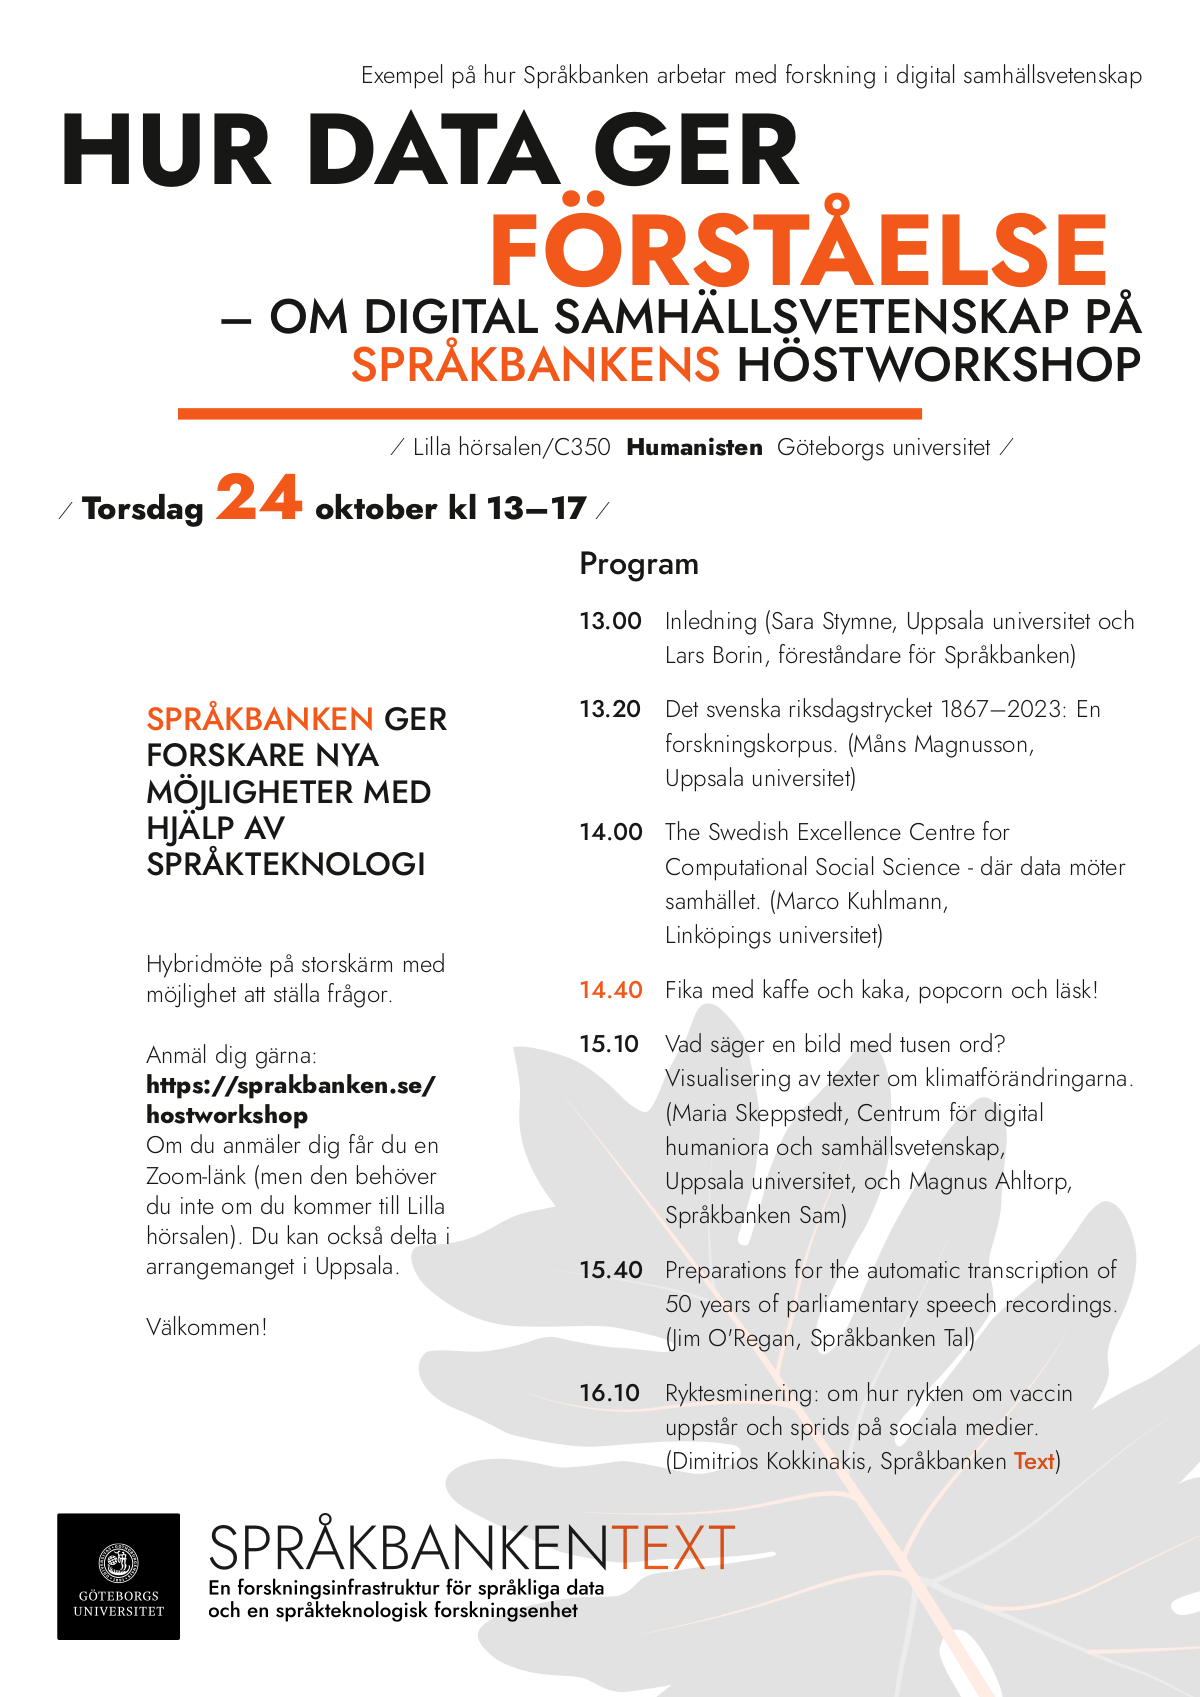 Exempel på hur Språkbanken arbetar med forskning i digital samhällsvetenskap
HUR DATA GER
FÖRSTÅELSE
– OM DIGITAL SAMHÄLLSVETENSKAP PÅ
SPRÅKBANKENS HÖSTWORKSHOP
/ Lilla hörsalen/C350 Humanisten Göteborgs universitet /
/ Torsdag 24 oktober kl 13–17 /
SPRÅKBANKEN GER
FORSKARE NYA
MÖJLIGHETER MED
HJÄLP AV
SPRÅKTEKNOLOGI
Hybridmöte på storskärm med
möjlighet att ställa frågor.
Anmäl dig gärna:
https://sprakbanken.se/
hostworkshop
Om du anmäler dig får du en
Zoom-länk (men den behöver
du inte om du kommer till Lilla
hörsalen). Du kan också delta i
arrangemanget i Uppsala.
Välkommen!
Program
13.00 Inledning (Sara Stymne, Uppsala universitet och
Lars Borin, föreståndare för Språkbanken)
13.20 Det svenska riksdagstrycket 1867–2023: En
forskningskorpus. (Måns Magnusson,
Uppsala universitet)
14.00 The Swedish Excellence Centre for
Computational Social Science - där data möter
samhället. (Marco Kuhlmann,
Linköpings universitet)
14.40 Fika med kaffe och kaka, popcorn och läsk!
15.10 Vad säger en bild med tusen ord?
Visualisering av texter om klimatförändringarna.
(Maria Skeppstedt, Centrum för digital
humaniora och samhällsvetenskap,
Uppsala universitet, och Magnus Ahltorp,
Språkbanken Sam)
15.40 Preparations for the automatic transcription of
50 years of parliamentary speech recordings.
(Jim O'Regan, Språkbanken Tal)
16.10 Ryktesminering: om hur rykten om vaccin
uppstår och sprids på sociala medier.
(Dimitrios Kokkinakis, Språkbanken Text)
GÖTEBORGS
UNIVERSITET
SPRÅKBANKENTEXT
En forskningsinfrastruktur för språkliga data
och en språkteknologisk forskningsenhet